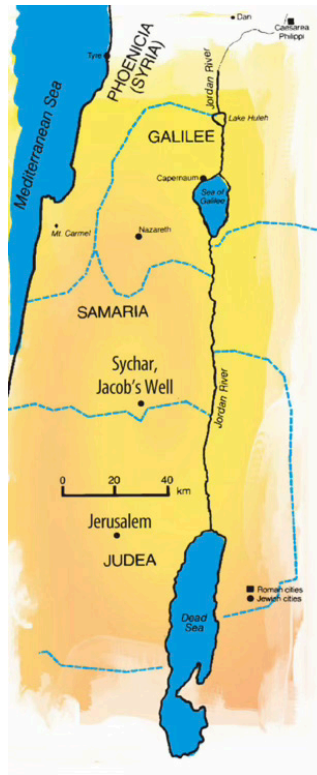 Dan
Caesarea
Philippi
Tyre
PHOENICIA
(SYRIA)
Jordan River
Mediterranean Sea
Lake Huleh
GALILEE
Capernaum
Sea of
Galilee
Mt. Carmel
Nazareth
SAMARIA
Sychar,
Jacob's Well
Jordan River
0 20 40
km
Jerusalem
JUDEA
Roman cities
Jewish cities
Dead
Sea